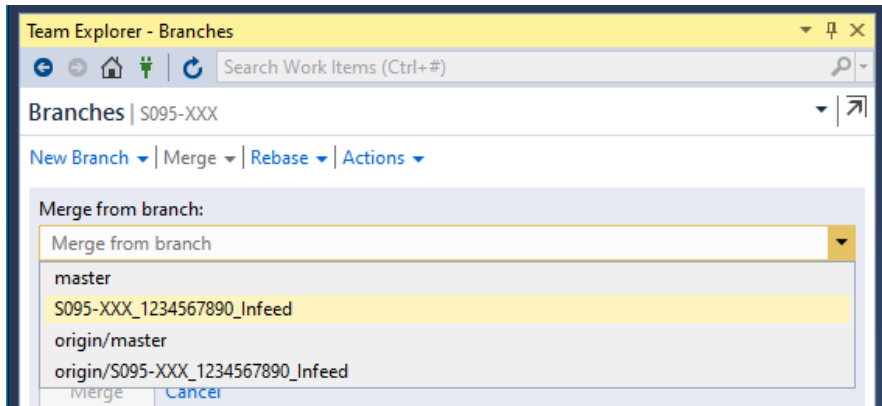 Team Explorer - Branches
Search Work Items (Ctrl+#)
Branches | S095-XXX
New Branch | Merge | Rebase | Actions
Merge from branch:
Merge from branch
master
S095-XXX_1234567890_Infeed
origin/master
origin/S095-XXX_1234567890_Infeed
Merge Cancel